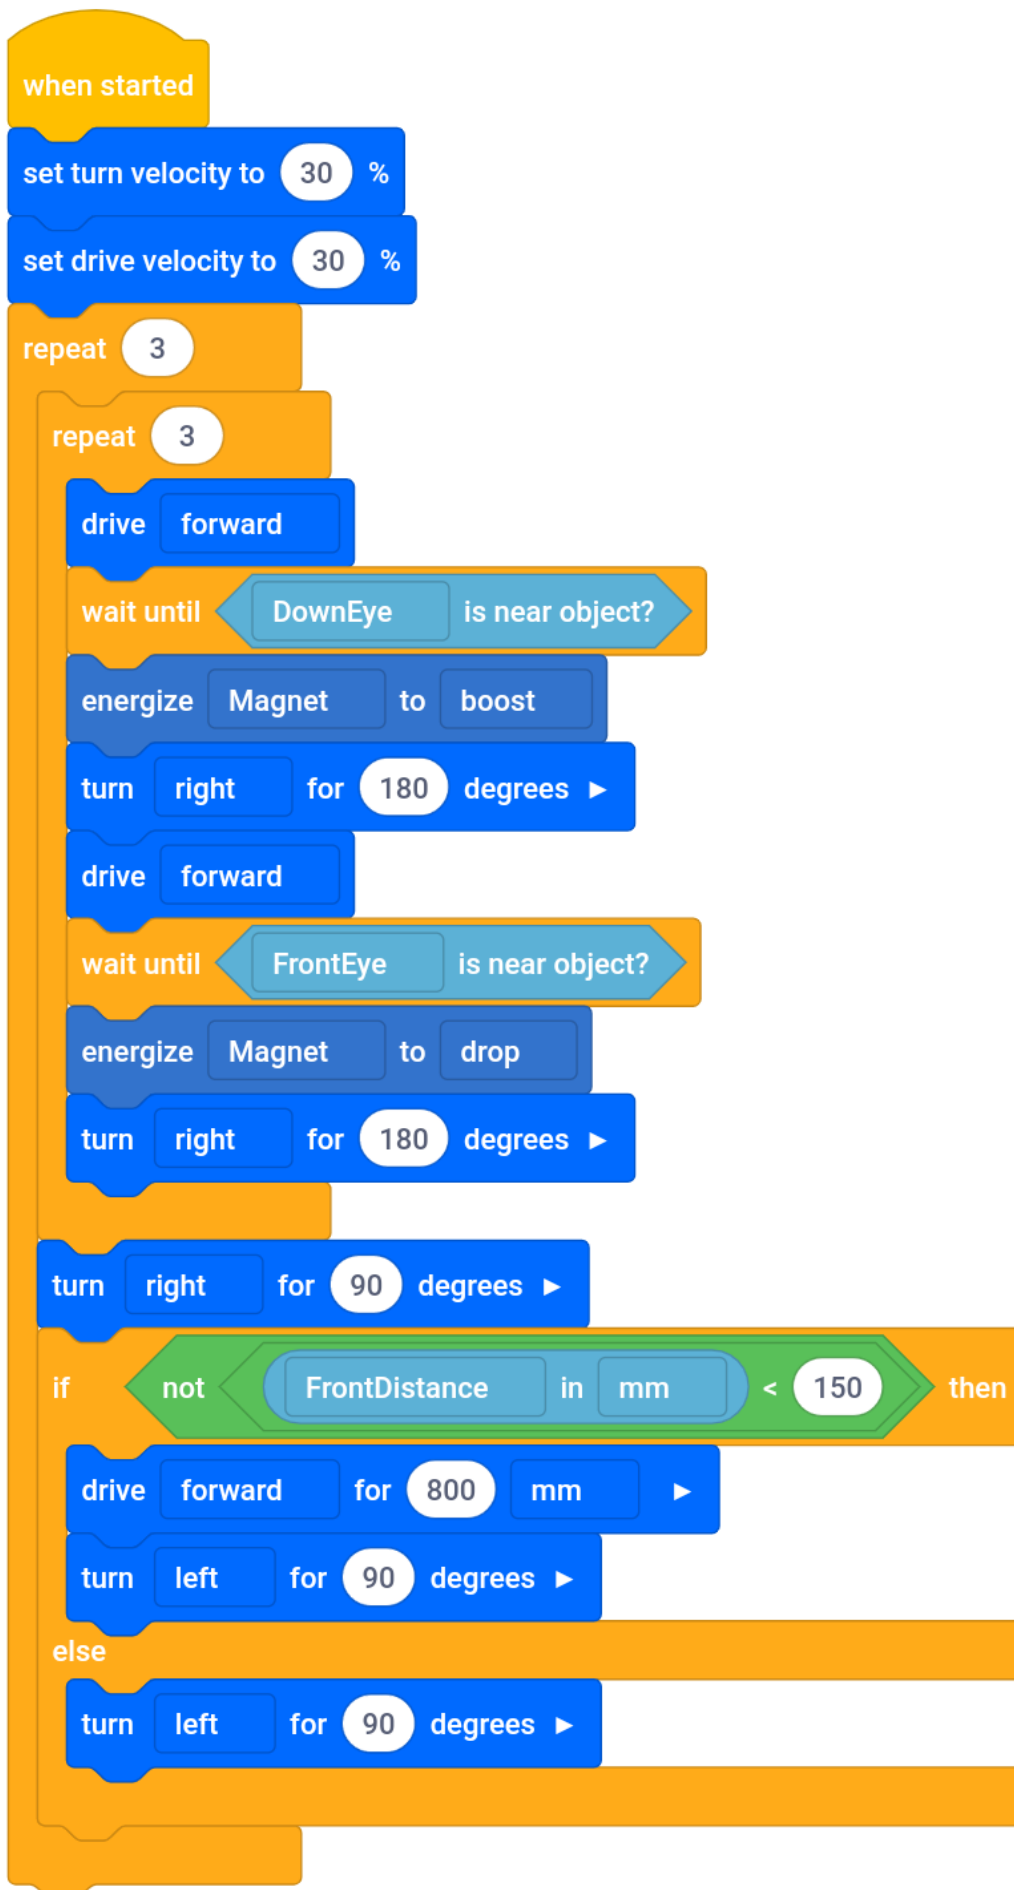 when started
set turn velocity to 30 %
set drive velocity to 30 %
repeat 3
repeat 3
drive forward
wait until DownEye is near object?
energize Magnet to boost
turn right for 180 degrees ▶
drive forward
wait until FrontEye is near object?
energize Magnet to drop
turn right for 180 degrees ▶
turn right for 90 degrees ▶
if not FrontDistance in mm < 150 then
drive forward for 800 mm ▶
turn left for 90 degrees ▶
else
turn left for 90 degrees ▶